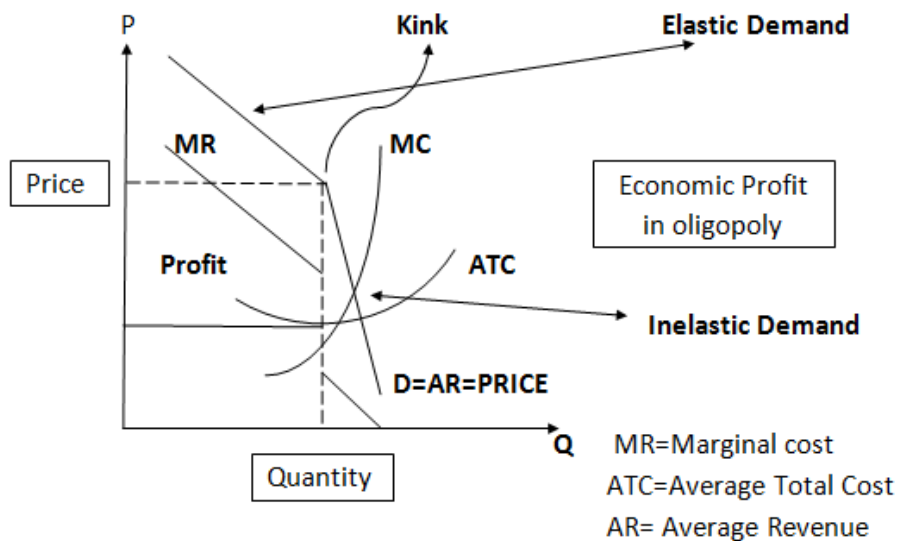 P
Kink
Elastic Demand
MR
MC
Price
Economic Profit
in oligopoly
Profit
ATC
Inelastic Demand
D=AR=PRICE
Q
MR=Marginal cost
Quantity
ATC=Average Total Cost
AR= Average Revenue